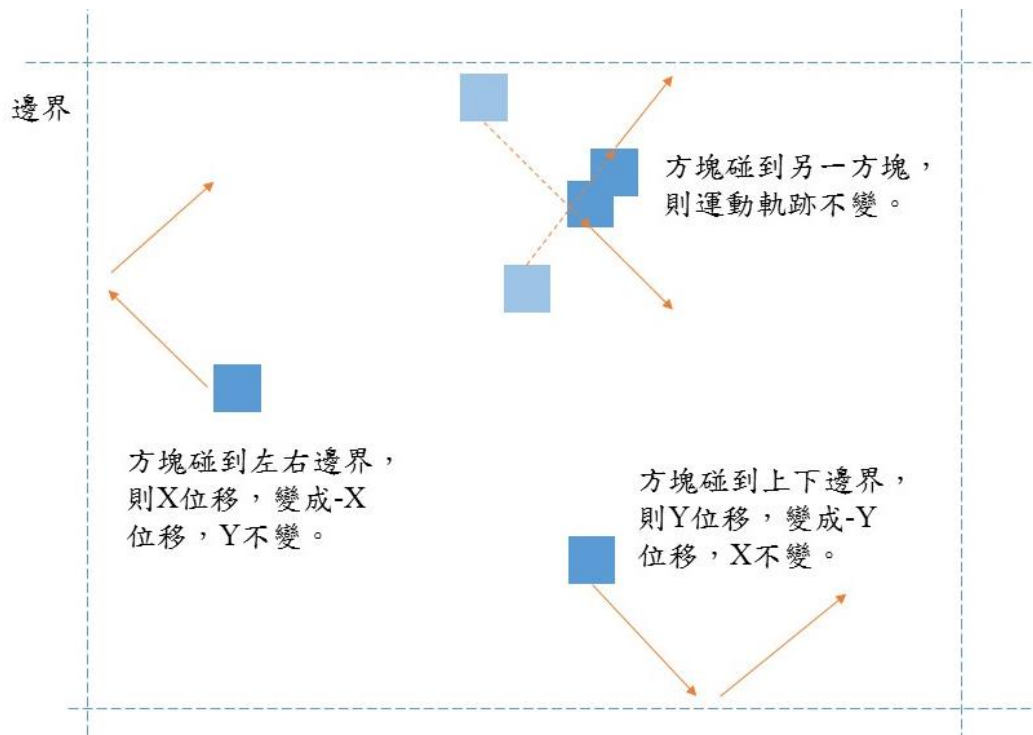 邊界
方塊碰到另一方塊，
則運動軌跡不變。
方塊碰到左右邊界，
則X位移，變成-X
位移，Y不變。
方塊碰到上下邊界，
則Y位移，變成-Y
位移，X不變。